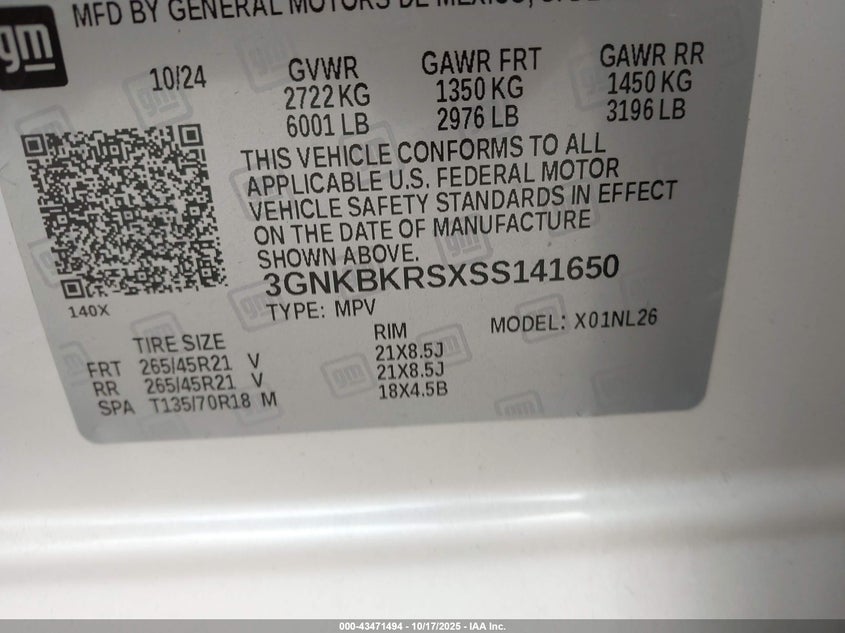 gm
MFD BY GENERAL MOTORS DE MEXICO,
10/24
GVWR
2722 KG
6001 LB
GAWR FRT
1350 KG
2976 LB
GAWR RR
1450 KG
3196 LB
THIS VEHICLE CONFORMS TO ALL
APPLICABLE U.S. FEDERAL MOTOR
VEHICLE SAFETY STANDARDS IN EFFECT
ON THE DATE OF MANUFACTURE
SHOWN ABOVE.
3GNKBKRSXSS141650
140X
TYPE: MPV
MODEL: X01NL26
TIRE SIZE RIM
FRT 265/45R21 V 21X8.5J
RR 265/45R21 V 21X8.5J
SPA T135/70R18 M 18X4.5B
000-43471494 - 10/17/2025 - IAA Inc.